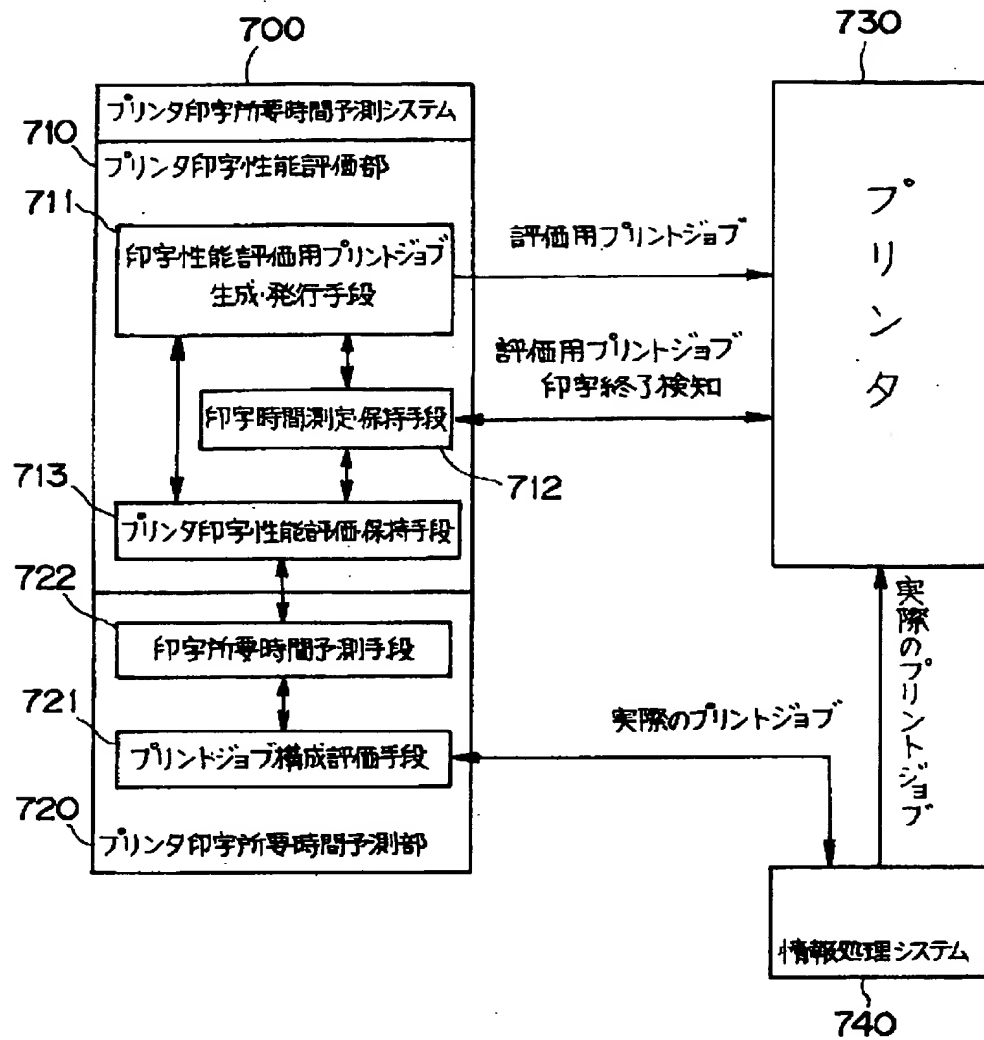 700
730
プリンタ印字所要時間予測システム
710
プリンタ印字性能評価部
711
印字性能評価用プリントジョブ
生成・発行手段
評価用プリントジョブ
プリンタ
評価用プリントジョブ
印字終了検知
印字時間測定・保持手段
712
713
プリンタ印字性能評価・保持手段
722
印字所要時間予測手段
721
プリントジョブ構成評価手段
実際のプリントジョブ
実際のプリントジョブ
720
プリンタ印字所要時間予測部
情報処理システム
740